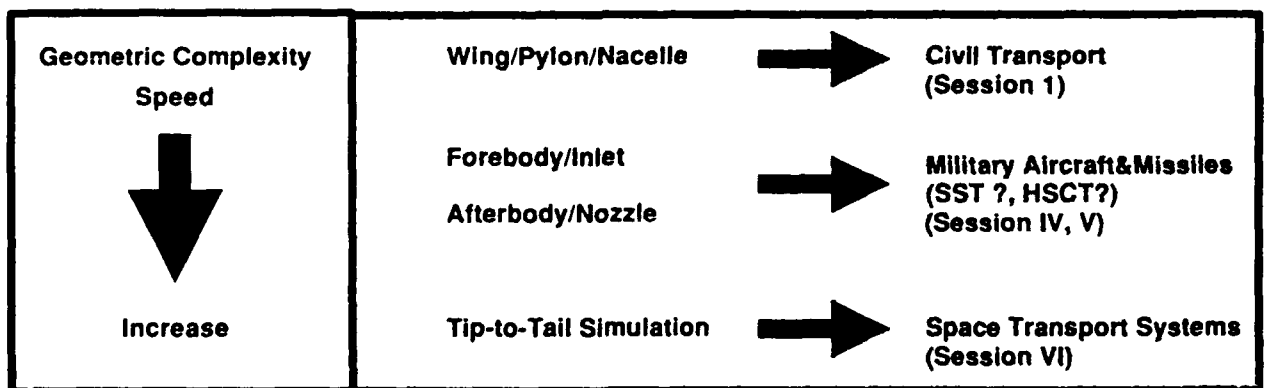 Geometric Complexity
Speed
Increase
Wing/Pylon/Nacelle
Civil Transport
(Session 1)
Forebody/Inlet
Afterbody/Nozzle
Military Aircraft&Missiles
(SST ?, HSCT?)
(Session IV, V)
Tip-to-Tail Simulation
Space Transport Systems
(Session VI)